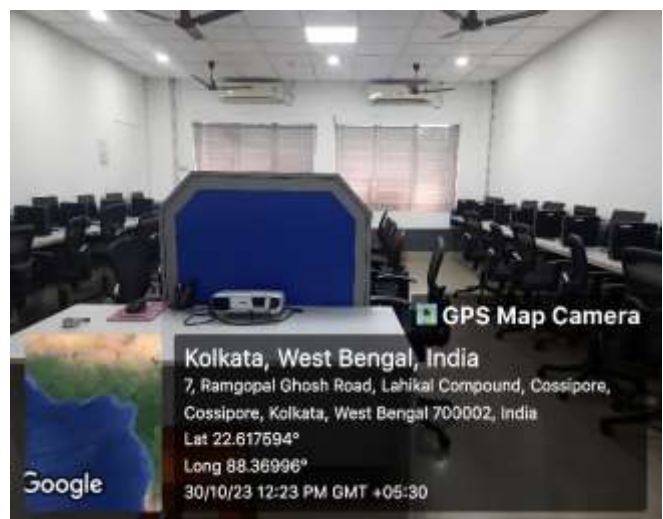 GPS Map Camera
Kolkata, West Bengal, India
7, Ramgopal Ghosh Road, Lahikal Compound, Cossipore,
Cossipore, Kolkata, West Bengal 700002, India
Lat 22.617594°
Long 88.36996°
30/10/23 12:23 PM GMT +05:30
Google